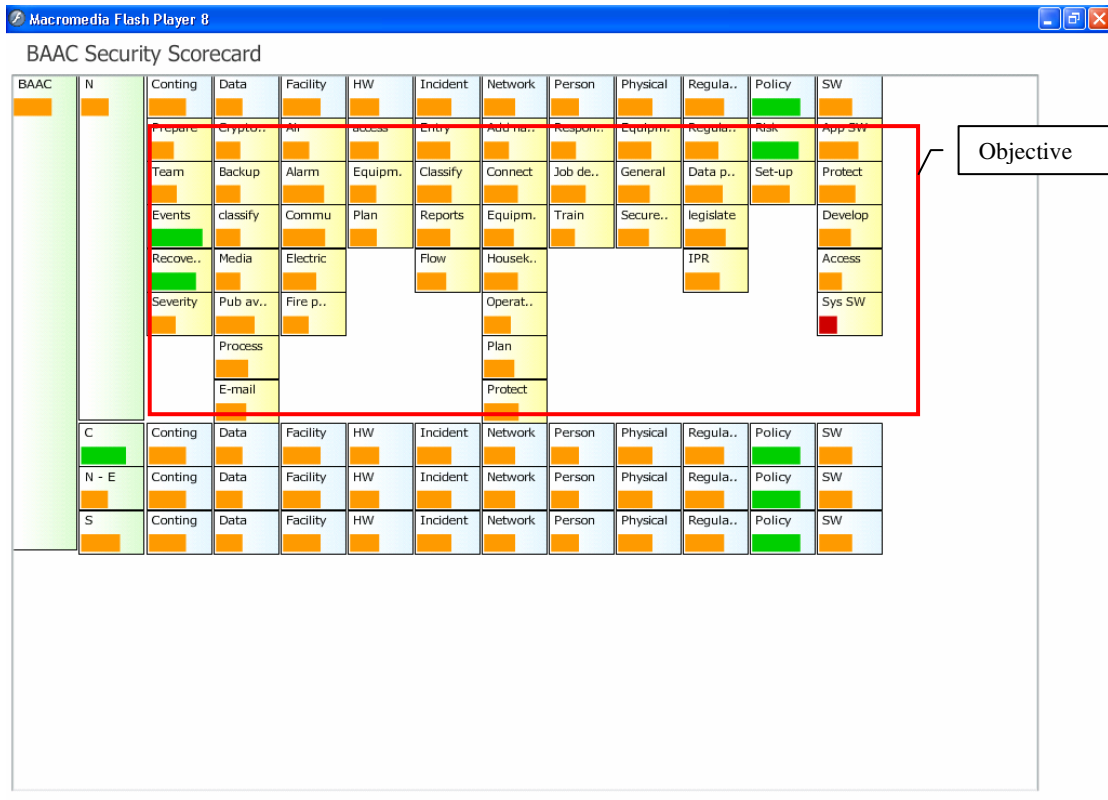 Macromedia Flash Player 8
BAAC Security Scorecard
BAAC N Conting Data Facility HW Incident Network Person Physical Regula.. Policy SW
Prepare Crypto.. Air access Entry Add ha.. Respon.. Equipm. Regula.. Risk App SW
Objective
Team Backup Alarm Equipm. Classify Connect Job de.. General Data p.. Set-up Protect
Events classify Commu Plan Reports Equipm. Train Secure.. legislate Develop
Recove.. Media Electric Flow Housek.. IPR Access
Severity Pub av.. Fire p.. Operat.. Sys SW
Process Plan
E-mail Protect
C Conting Data Facility HW Incident Network Person Physical Regula.. Policy SW
N - E Conting Data Facility HW Incident Network Person Physical Regula.. Policy SW
S Conting Data Facility HW Incident Network Person Physical Regula.. Policy SW